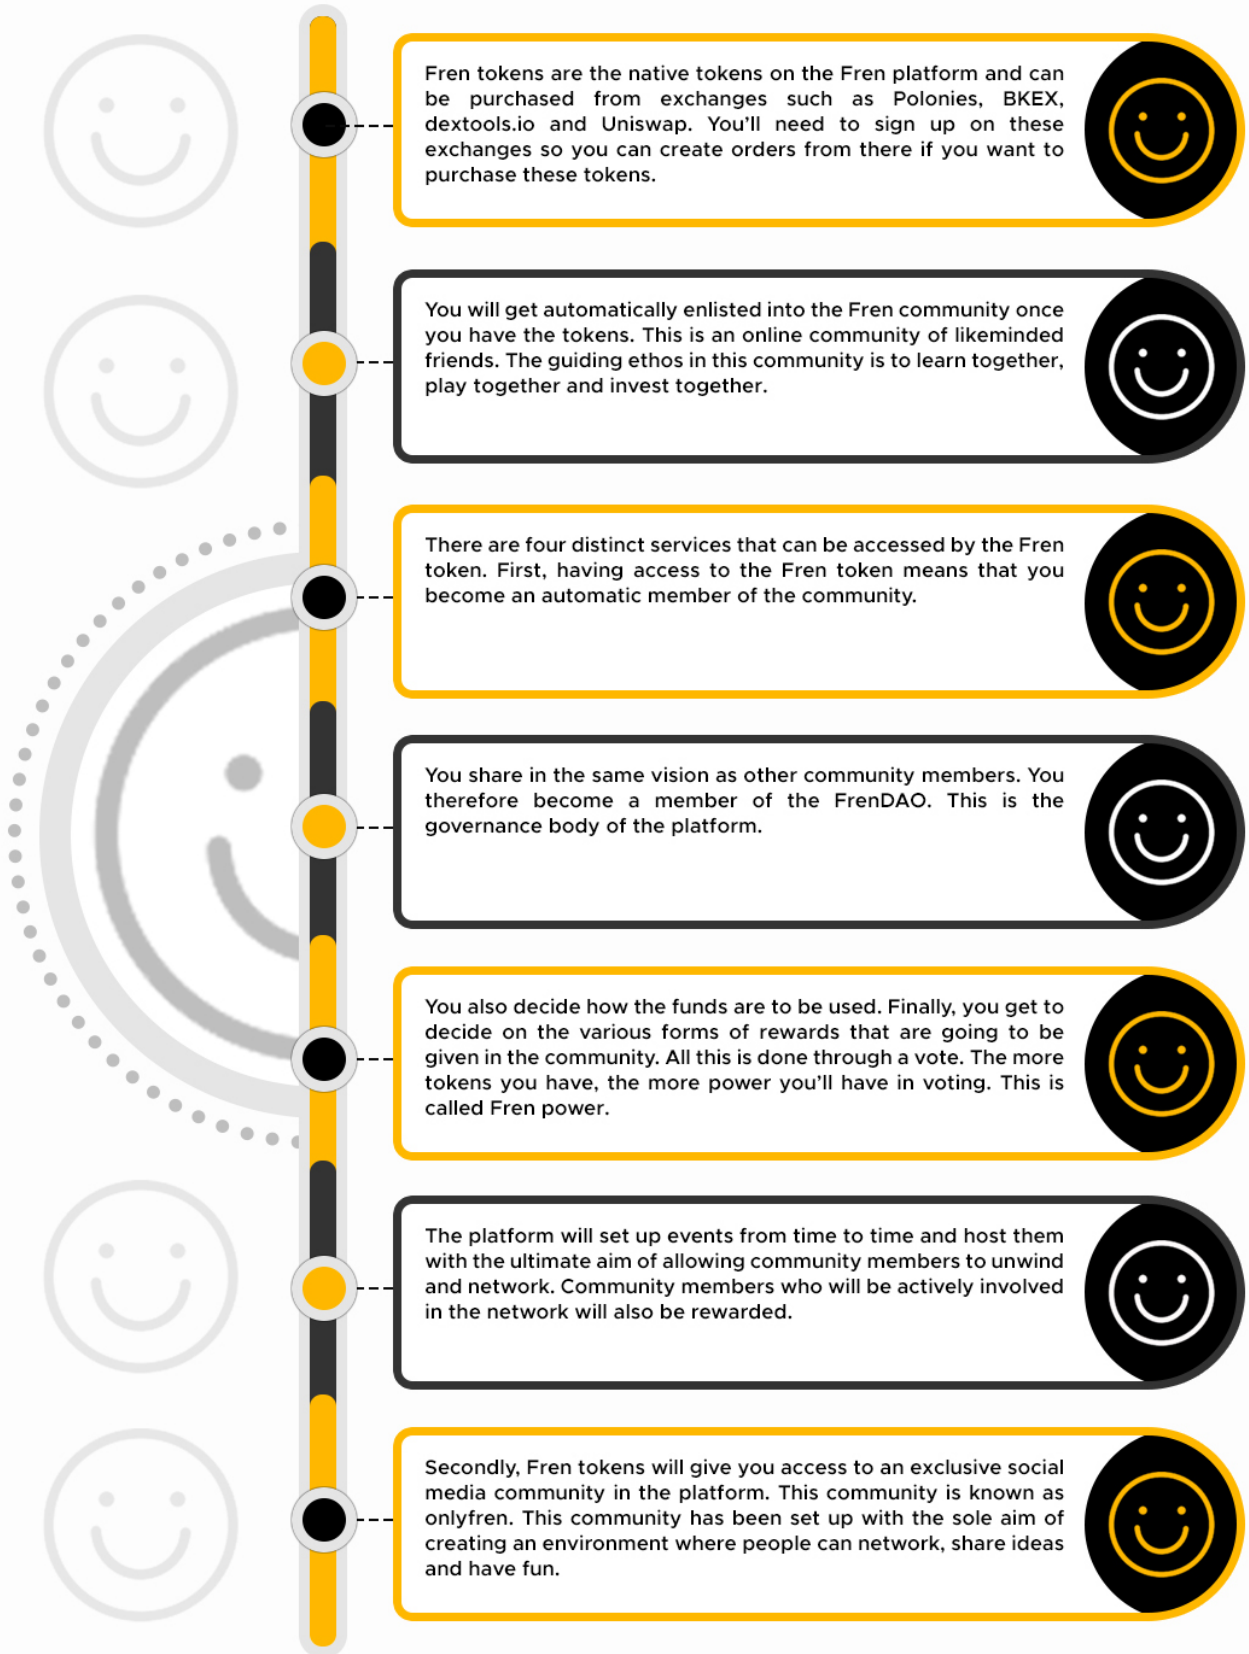 Fren tokens are the native tokens on the Fren platform and can
be purchased from exchanges such as Polonies, BKEX,
dextools.io and Uniswap. You'll need to sign up on these
exchanges so you can create orders from there if you want to
purchase these tokens.
You will get automatically enlisted into the Fren community once
you have the tokens. This is an online community of likeminded
friends. The guiding ethos in this community is to learn together,
play together and invest together.
There are four distinct services that can be accessed by the Fren
token. First, having access to the Fren token means that you
become an automatic member of the community.
You share in the same vision as other community members. You
therefore become a member of the FrenDAO. This is the
governance body of the platform.
You also decide how the funds are to be used. Finally, you get to
decide on the various forms of rewards that are going to be
given in the community. All this is done through a vote. The more
tokens you have, the more power you'll have in voting. This is
called Fren power.
The platform will set up events from time to time and host them
with the ultimate aim of allowing community members to unwind
and network. Community members who will be actively involved
in the network will also be rewarded.
Secondly, Fren tokens will give you access to an exclusive social
media community in the platform. This community is known as
onlyfren. This community has been set up with the sole aim of
creating an environment where people can network, share ideas
and have fun.